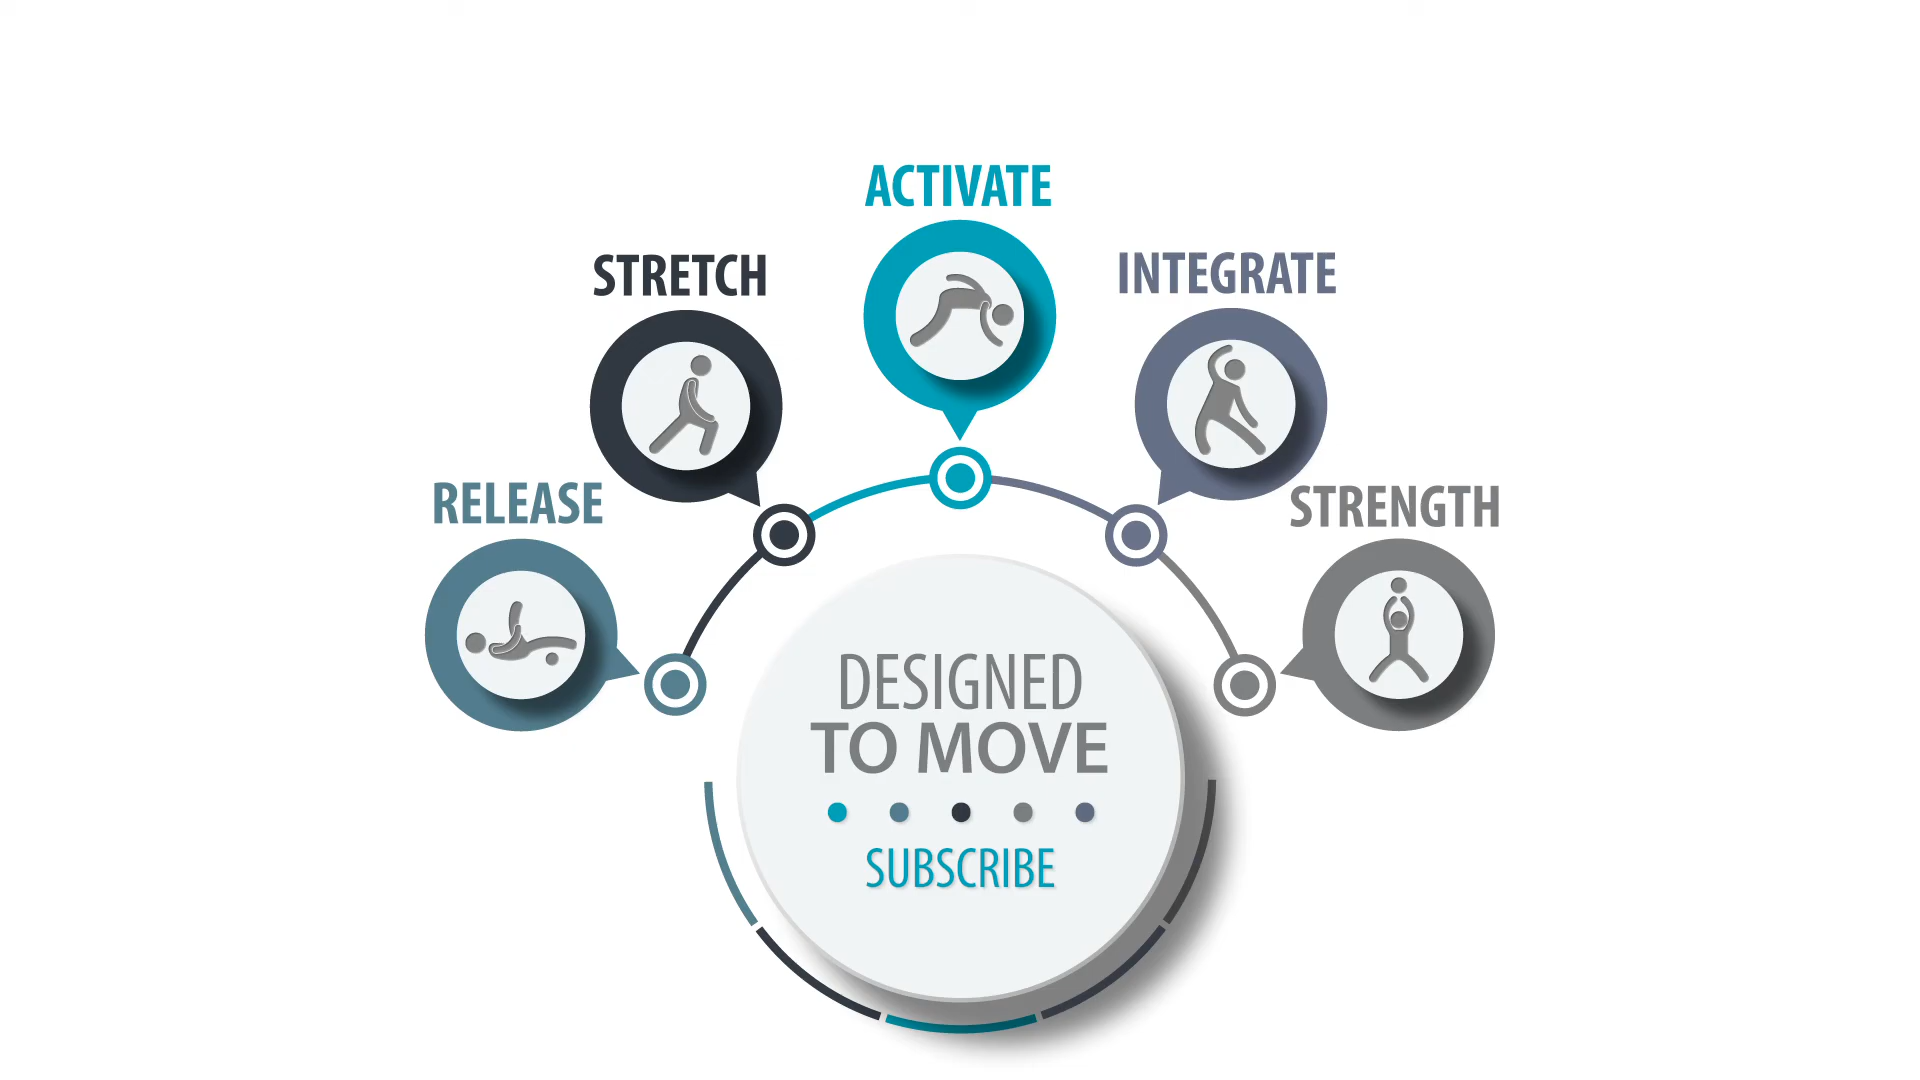 RELEASE
STRETCH
ACTIVATE
INTEGRATE
STRENGTH
DESIGNED
TO MOVE
SUBSCRIBE